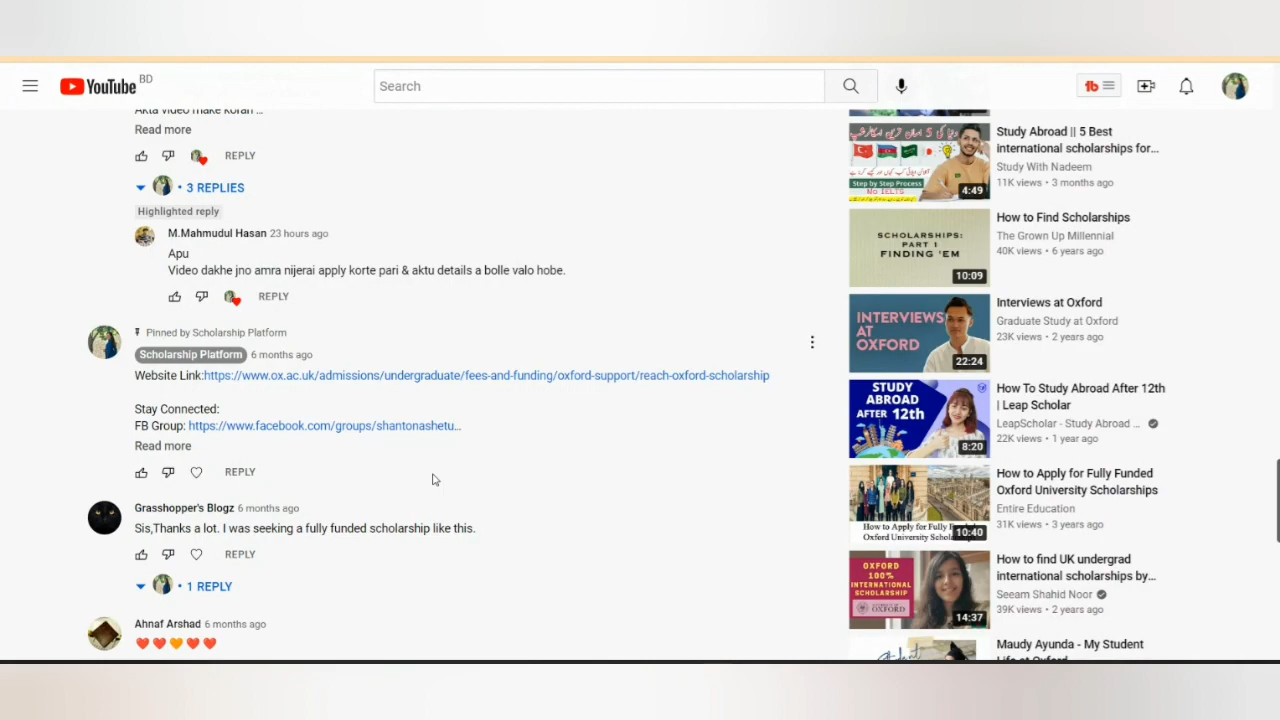 YouTube BD
Search
Akta video make koran ...
Read more
REPLY
3 REPLIES
Highlighted reply
M.Mahmudul Hasan 23 hours ago
Apu
Video dakhe jno amra nijerai apply korte pari & aktu details a bolle valo hobe.
REPLY
Pinned by Scholarship Platform
Scholarship Platform 6 months ago
Website Link:https://www.ox.ac.uk/admissions/undergraduate/fees-and-funding/oxford-support/reach-oxford-scholarship
Stay Connected:
FB Group: https://www.facebook.com/groups/shantonashetu...
Read more
REPLY
Grasshopper's Blogz 6 months ago
Sis,Thanks a lot. I was seeking a fully funded scholarship like this.
REPLY
1 REPLY
Ahnaf Arshad 6 months ago
❤️❤️🧡❤️❤️
Step by Step Process
No IELTS
4:49
Study Abroad || 5 Best
international scholarships for...
Study With Nadeem
11K views • 3 months ago
SCHOLARSHIPS:
PART 1
FINDING 'EM
10:09
How to Find Scholarships
The Grown Up Millennial
40K views • 6 years ago
INTERVIEWS
AT
OXFORD
22:24
Interviews at Oxford
Graduate Study at Oxford
23K views • 2 years ago
STUDY
ABROAD
AFTER 12th
8:20
How To Study Abroad After 12th
| Leap Scholar
LeapScholar - Study Abroad ...
22K views • 1 year ago
How to Apply for Fully
Oxford University
10:40
How to Apply for Fully Funded
Oxford University Scholarships
Entire Education
31K views • 3 years ago
OXFORD
100%
INTERNATIONAL
SCHOLARSHIP
OXFORD
14:37
How to find UK undergrad
international scholarships by...
Seeam Shahid Noor
39K views • 2 years ago
Maudy Ayunda - My Student
Life at Oxford